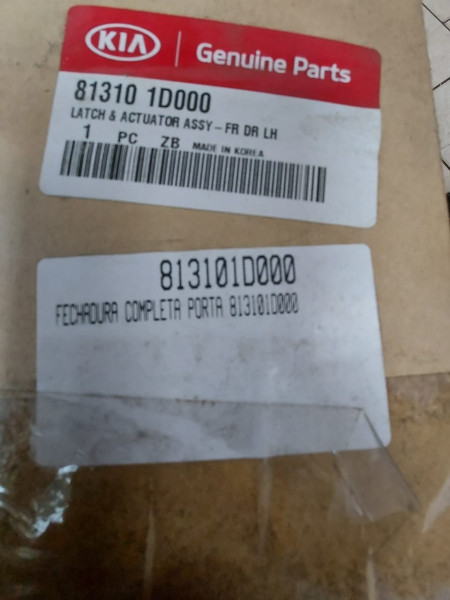 KIA
Genuine Parts
81310 1D000
LATCH & ACTUATOR ASSY-FR DR LH
1 PC ZB MADE IN KOREA
813101D000
FECHADURA COMPLETA PORTA 813101D000